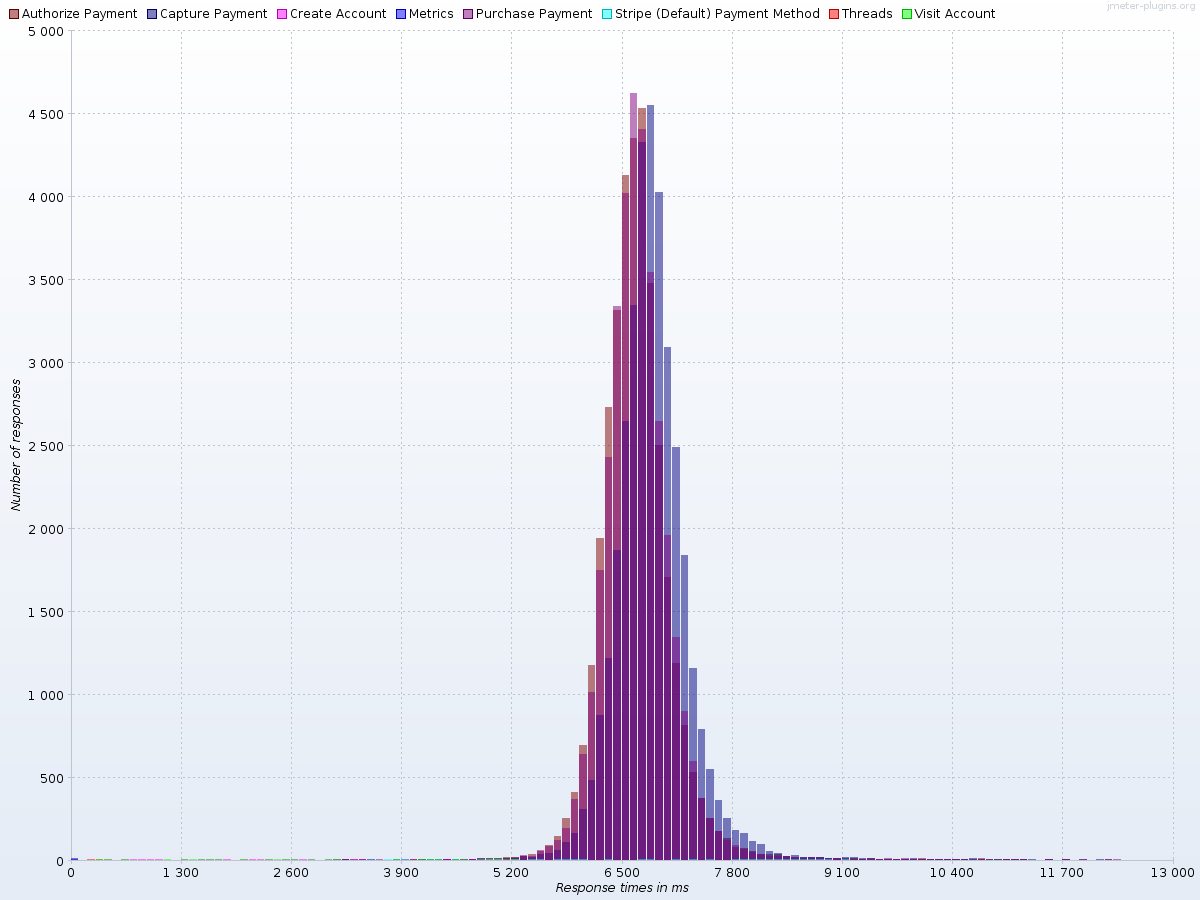 jmeter-plugins.org
Authorize Payment Capture Payment Create Account Metrics Purchase Payment Stripe (Default) Payment Method Threads Visit Account
5 000
4 500
4 000
3 500
3 000
2 500
2 000
1 500
1 000
500
0
Number of responses
0 1 300 2 600 3 900 5 200 6 500 7 800 9 100 10 400 11 700 13 000
Response times in ms